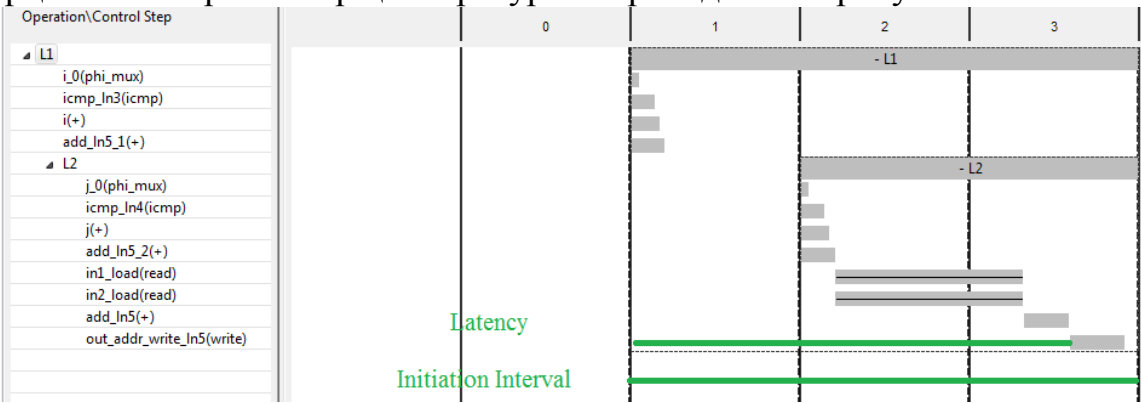 Operation\Control Step
0
1
2
3
L1
- L1
i_0(phi_mux)
icmp_ln3(icmp)
i(+)
add_ln5_1(+)
L2
- L2
j_0(phi_mux)
icmp_ln4(icmp)
j(+)
add_ln5_2(+)
in1_load(read)
in2_load(read)
add_ln5(+)
Latency
out_addr_write_ln5(write)
Initiation Interval